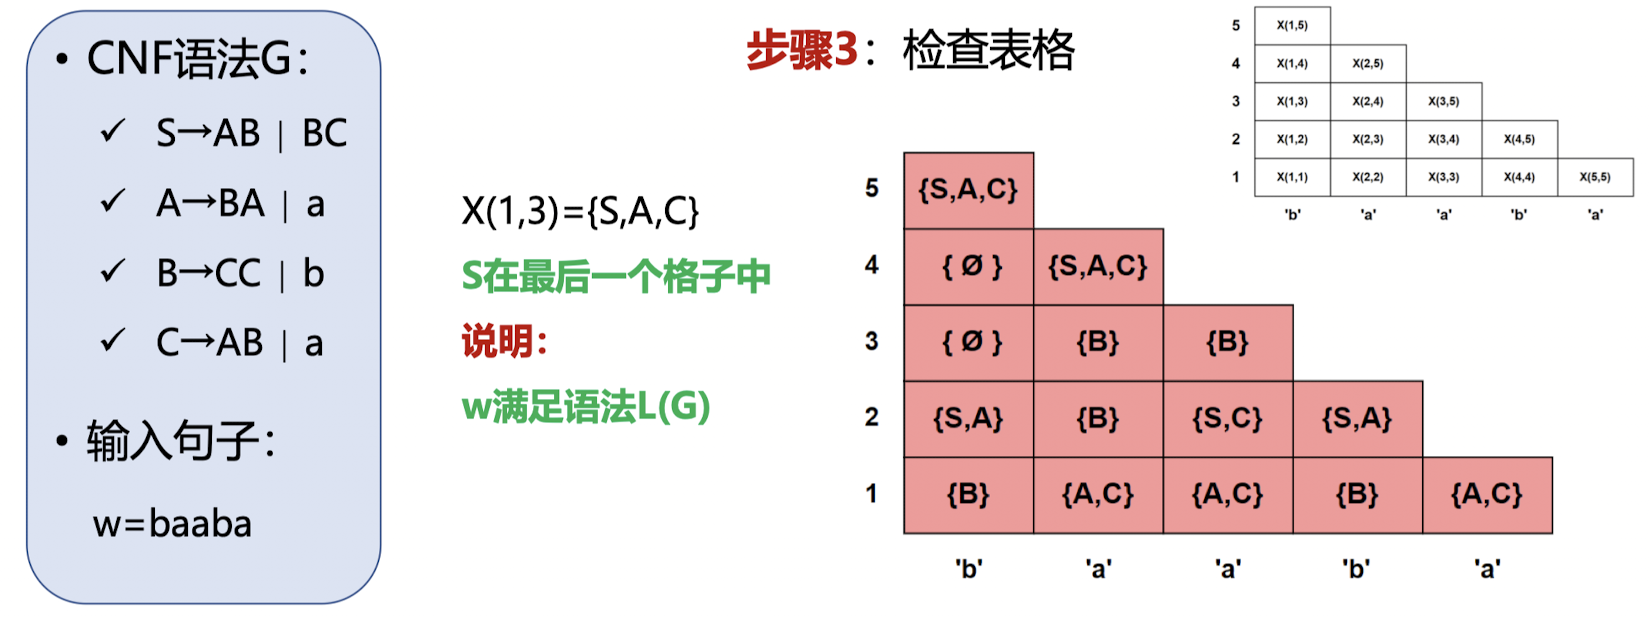 • CNF语法G：
✓ S→AB | BC
✓ A→BA | a
✓ B→CC | b
✓ C→AB | a
• 输入句子：
w=baaba
步骤3：检查表格
X(1,3)={S,A,C}
S在最后一个格子中
说明：
w满足语法L(G)
5 X(1,5)
4 X(1,4) X(2,5)
3 X(1,3) X(2,4) X(3,5)
2 X(1,2) X(2,3) X(3,4) X(4,5)
1 X(1,1) X(2,2) X(3,3) X(4,4) X(5,5)
'b' 'a' 'a' 'b' 'a'
5 {S,A,C}
4 { Ø } {S,A,C}
3 { Ø } {B} {B}
2 {S,A} {B} {S,C} {S,A}
1 {B} {A,C} {A,C} {B} {A,C}
'b' 'a' 'a' 'b' 'a'